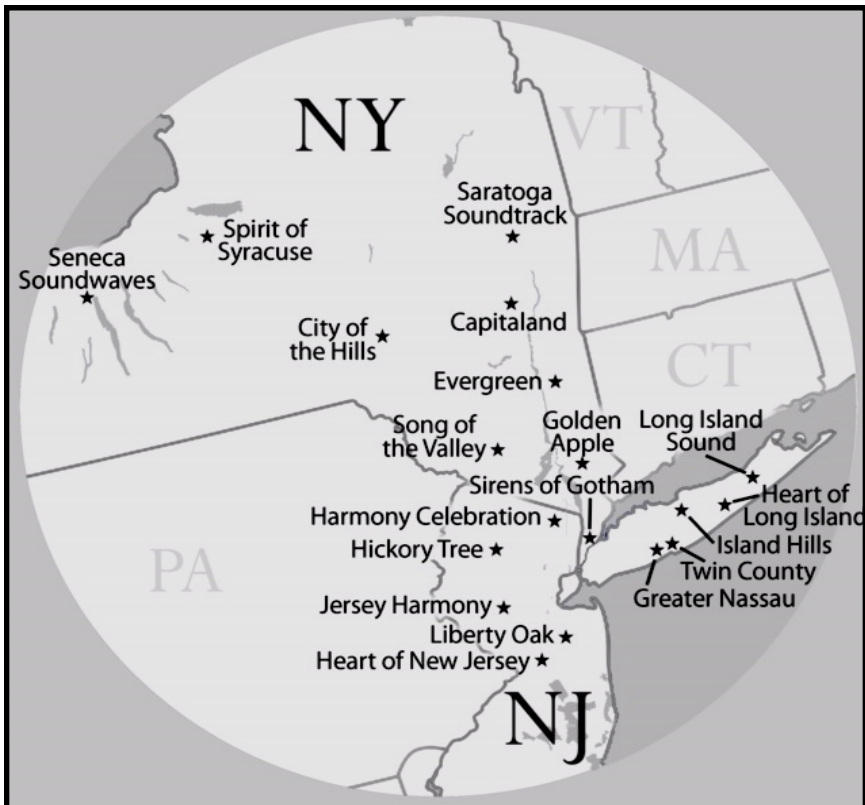 NY
VT
Saratoga
Soundtrack
Spirit of
Syracuse
Seneca
Soundwaves
MA
City of
the Hills
Capitaland
CT
Evergreen
Song of
the Valley
Golden
Apple
Long Island
Sound
Sirens of Gotham
Heart of
Long Island
Harmony Celebration
Hickory Tree
Island Hills
Twin County
Greater Nassau
PA
Jersey Harmony
Liberty Oak
Heart of New Jersey
NJ